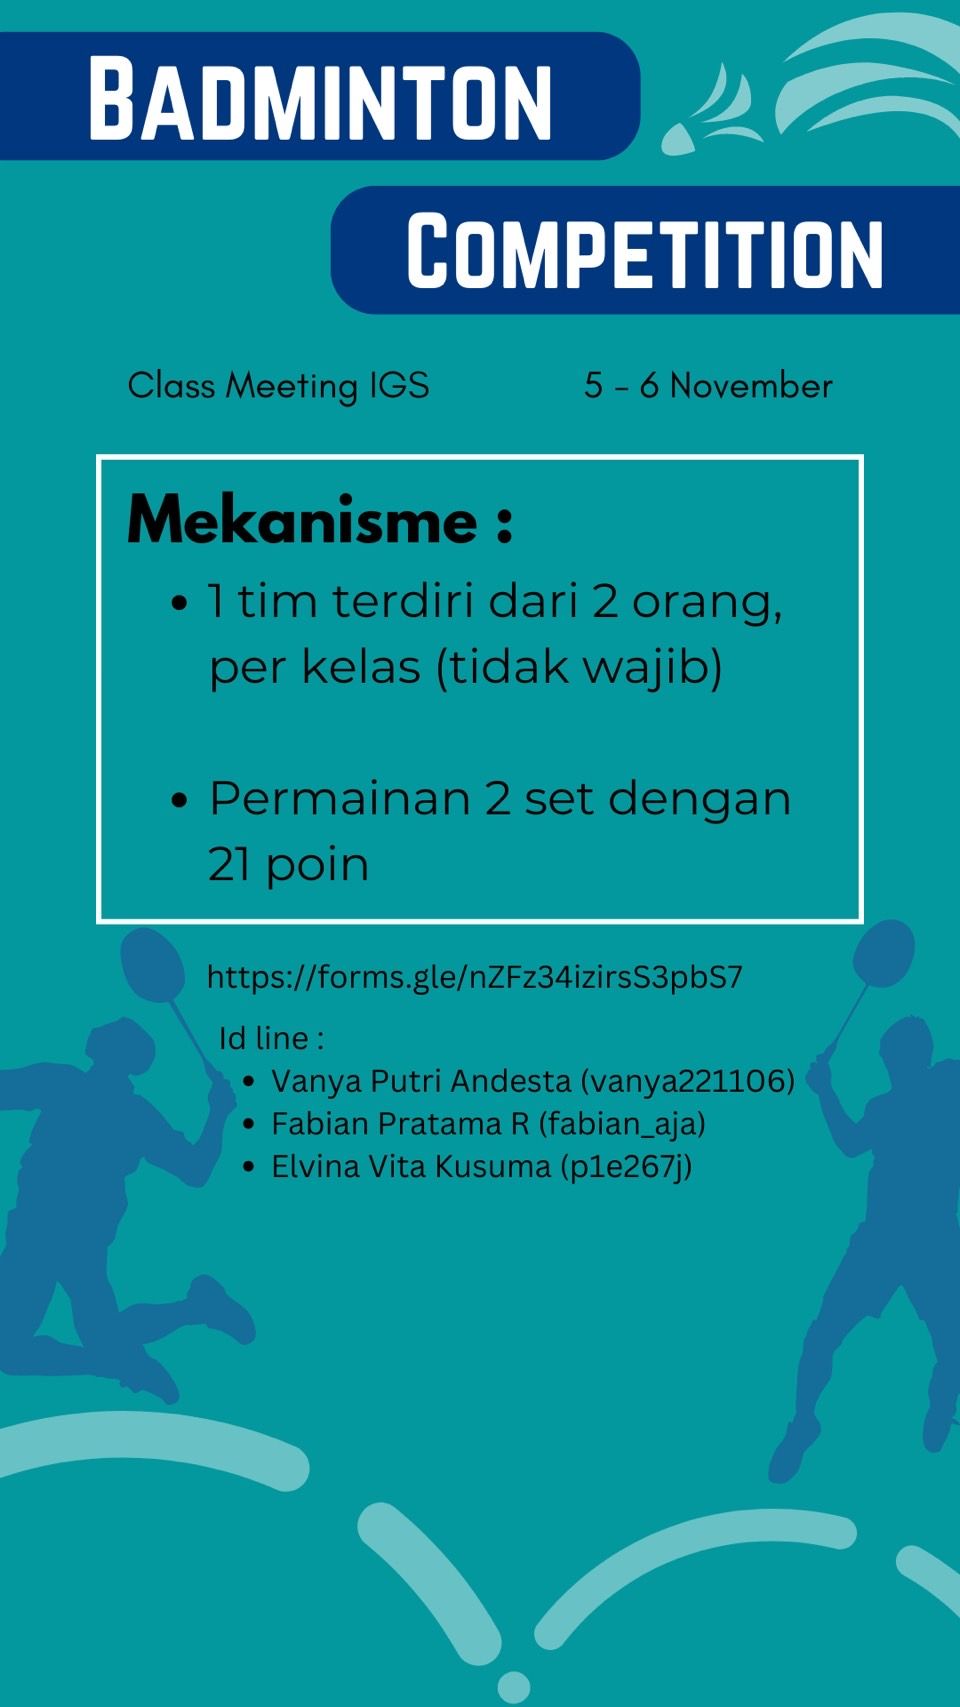 BADMINTON
COMPETITION
Class Meeting IGS 5 - 6 November
Mekanisme :
• 1 tim terdiri dari 2 orang,
per kelas (tidak wajib)
• Permainan 2 set dengan
21 poin
https://forms.gle/nZFz34izirsS3pbS7
Id line :
• Vanya Putri Andesta (vanya221106)
• Fabian Pratama R (fabian_aja)
• Elvina Vita Kusuma (p1e267j)